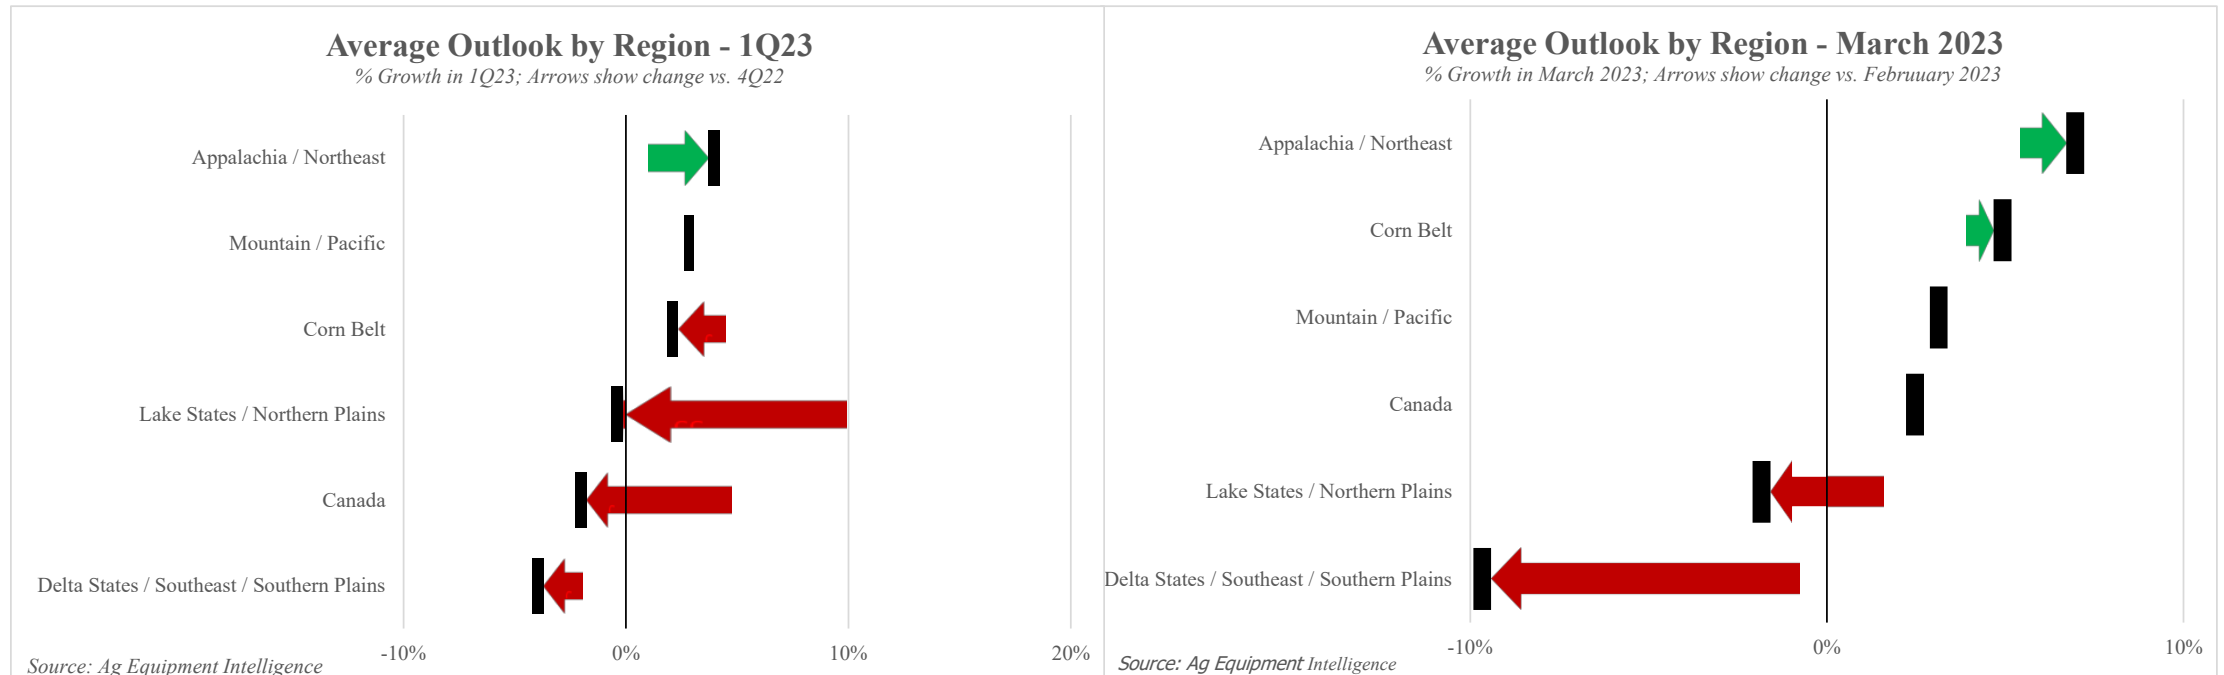 Average Outlook by Region - 1Q23
% Growth in 1Q23; Arrows show change vs. 4Q22
Appalachia / Northeast
Mountain / Pacific
Corn Belt
Lake States / Northern Plains
Canada
Delta States / Southeast / Southern Plains
-10%
0%
10%
20%
Source: Ag Equipment Intelligence
Average Outlook by Region - March 2023
% Growth in March 2023; Arrows show change vs. Februuary 2023
Appalachia / Northeast
Corn Belt
Mountain / Pacific
Canada
Lake States / Northern Plains
Delta States / Southeast / Southern Plains
-10%
0%
10%
Source: Ag Equipment Intelligence